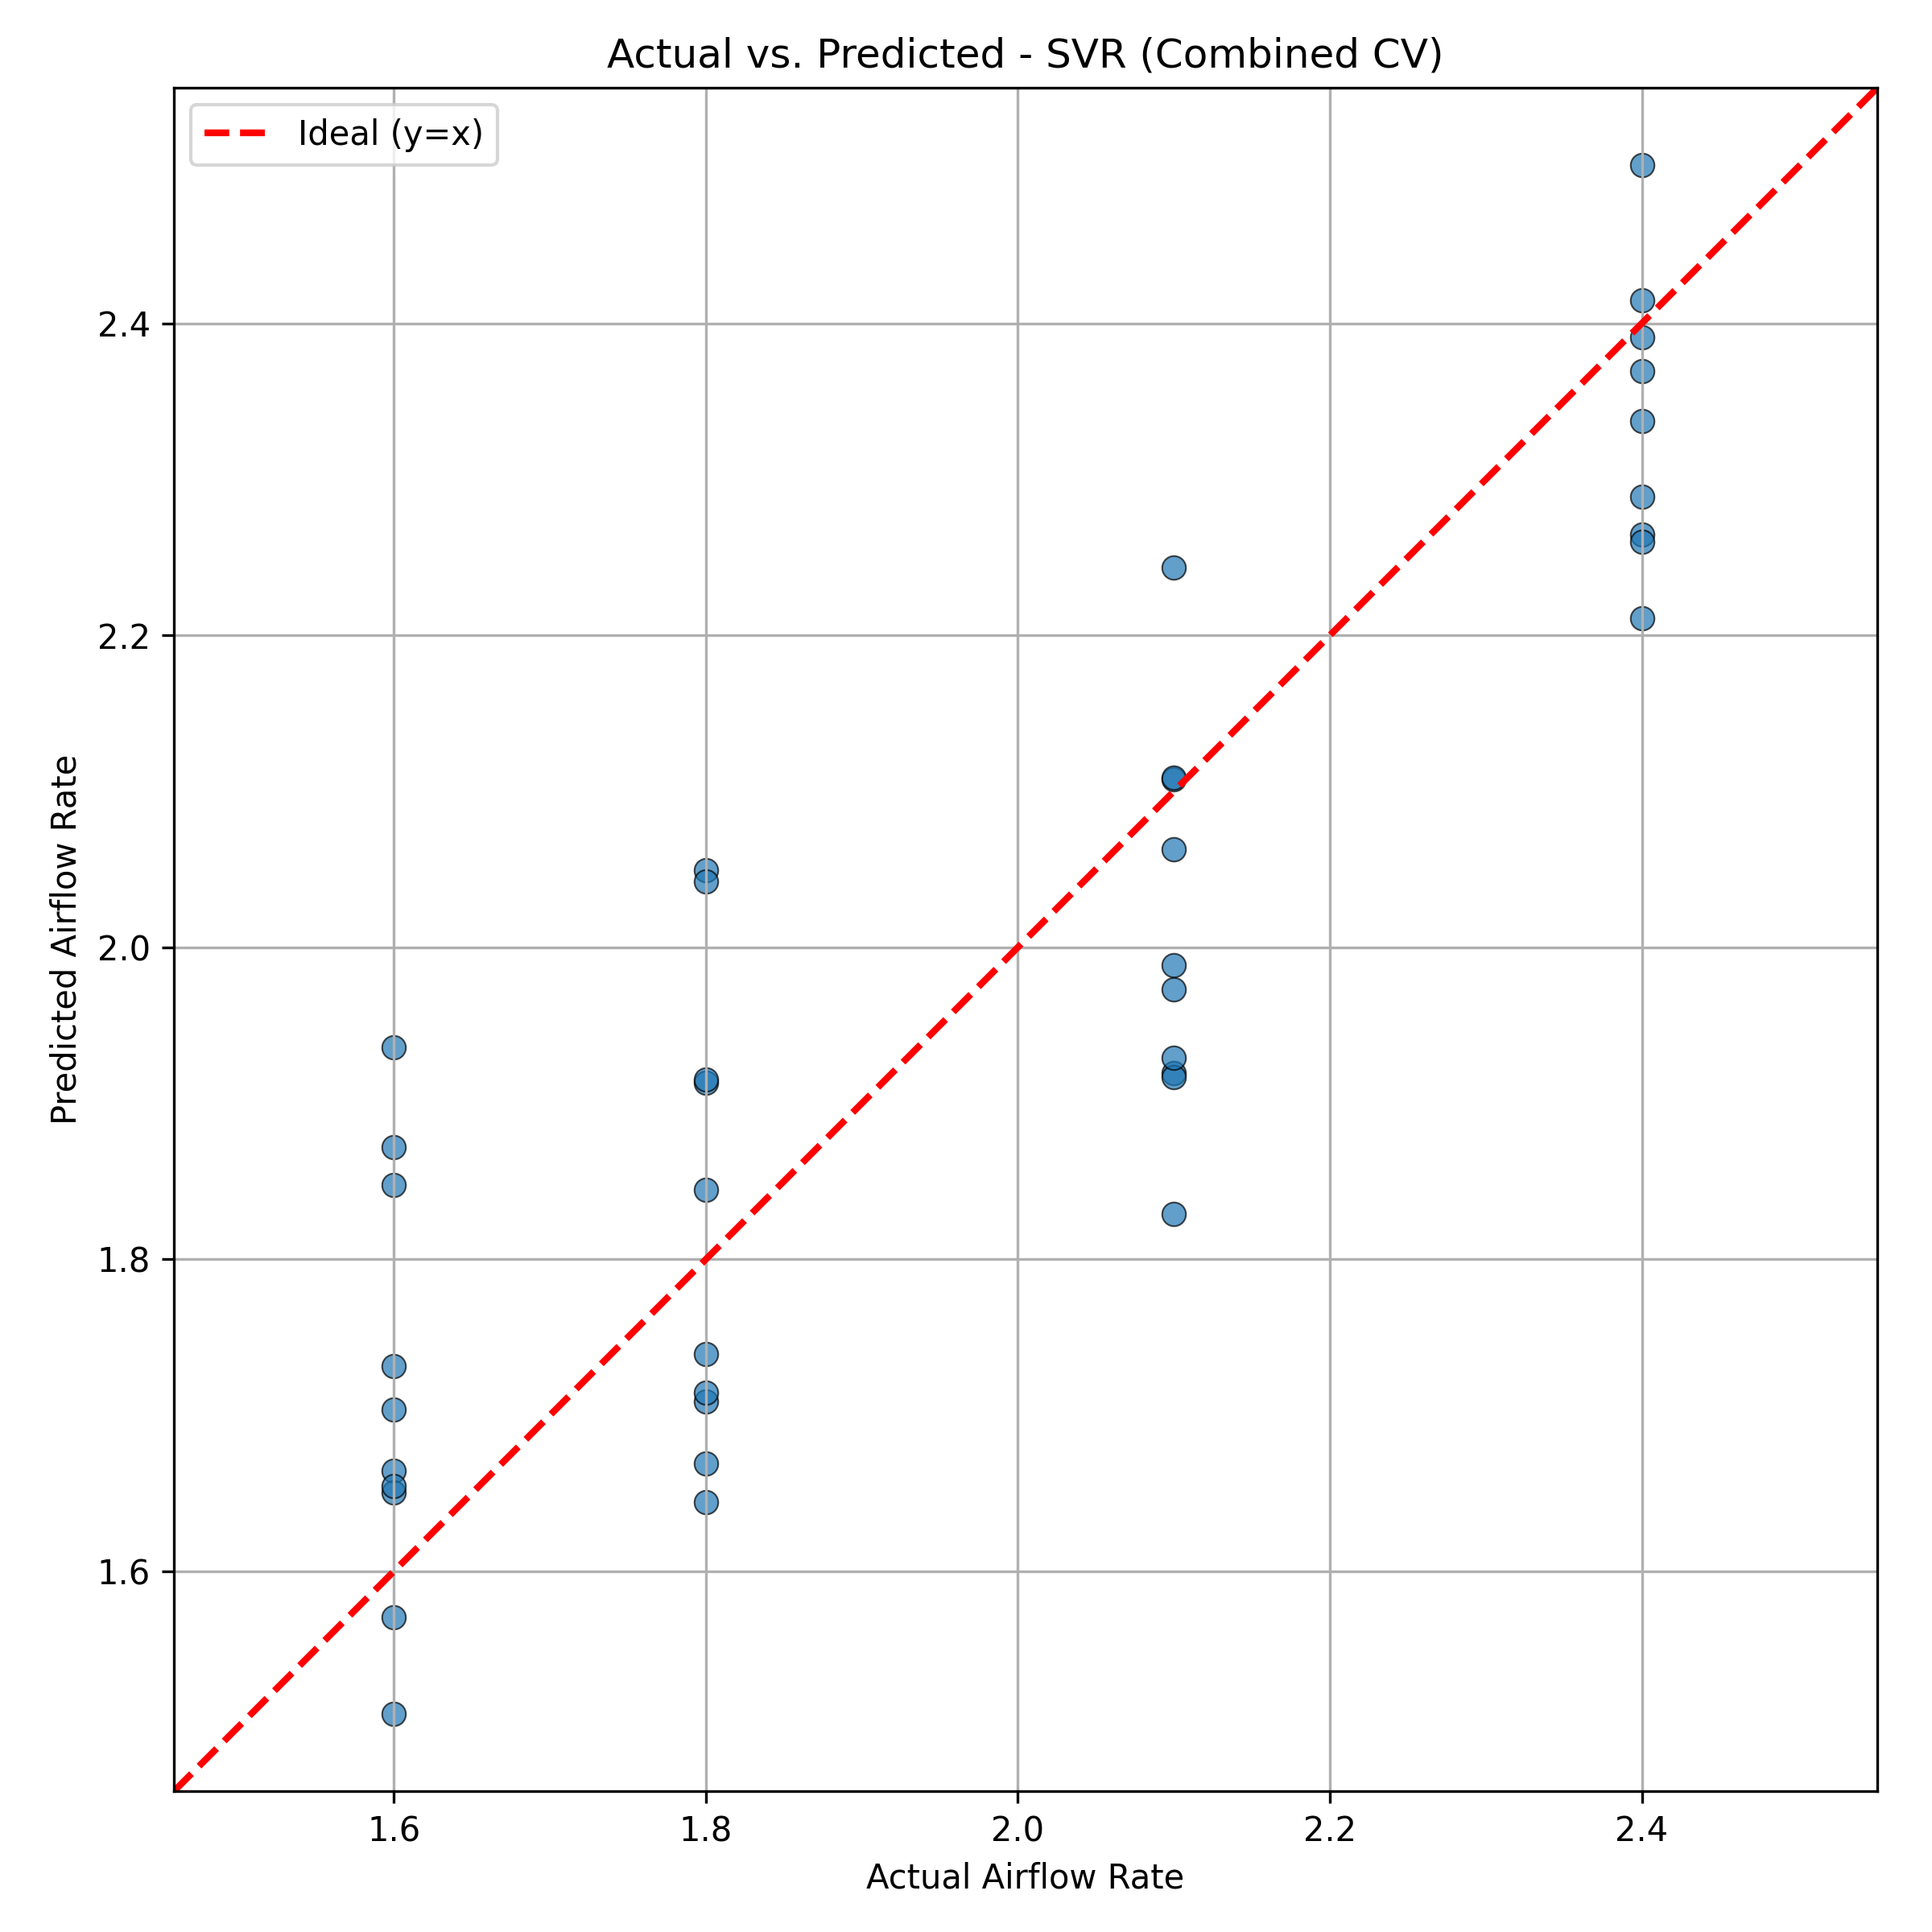 Actual vs. Predicted - SVR (Combined CV)
Ideal (y=x)
Predicted Airflow Rate
2.4
2.2
2.0
1.8
1.6
1.6
1.8
2.0
2.2
2.4
Actual Airflow Rate